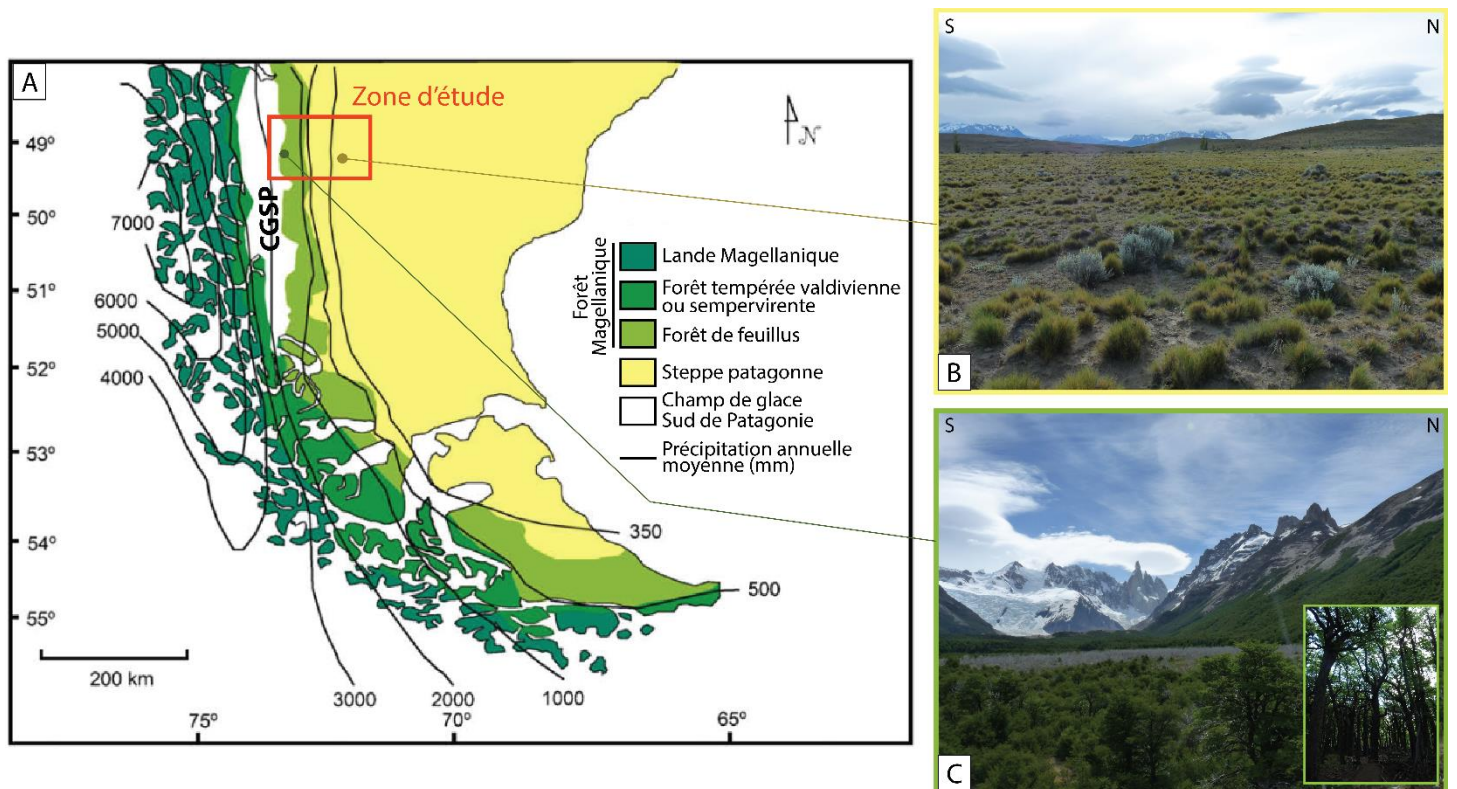 A
Zone d'étude
N
49°
50°
51°
52°
53°
54°
55°
7000
6000
5000
4000
CGSP
Forêt
Magellanique
Lande Magellanique
Forêt tempérée valdivienne
ou sempervirente
Forêt de feuillus
Steppe patagonne
Champ de glace
Sud de Patagonie
Précipitation annuelle
moyenne (mm)
350
500
200 km
3000
2000
1000
75°
70°
65°
S
N
B
S
N
C